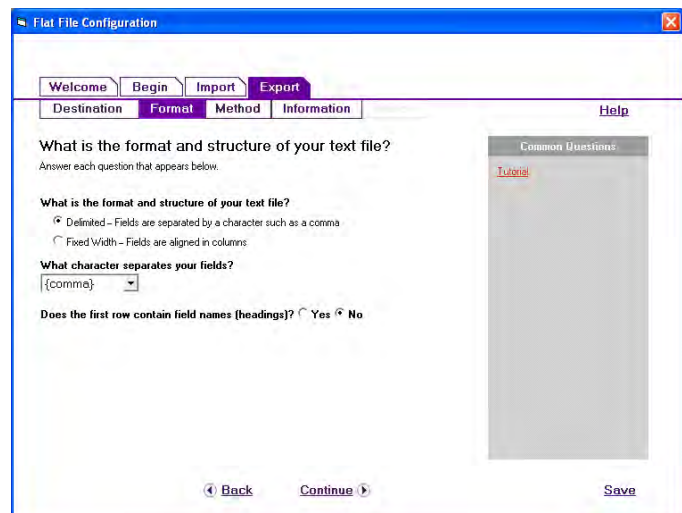 Flat File Configuration
Welcome Begin Import Export
Destination Format Method Information Help
What is the format and structure of your text file?
Answer each question that appears below.
Common Questions
Tutorial
What is the format and structure of your text file?
Delimited – Fields are separated by a character such as a comma
Fixed Width – Fields are aligned in columns
What character separates your fields?
{comma}
Does the first row contain field names (headings)? Yes No
Back Continue Save